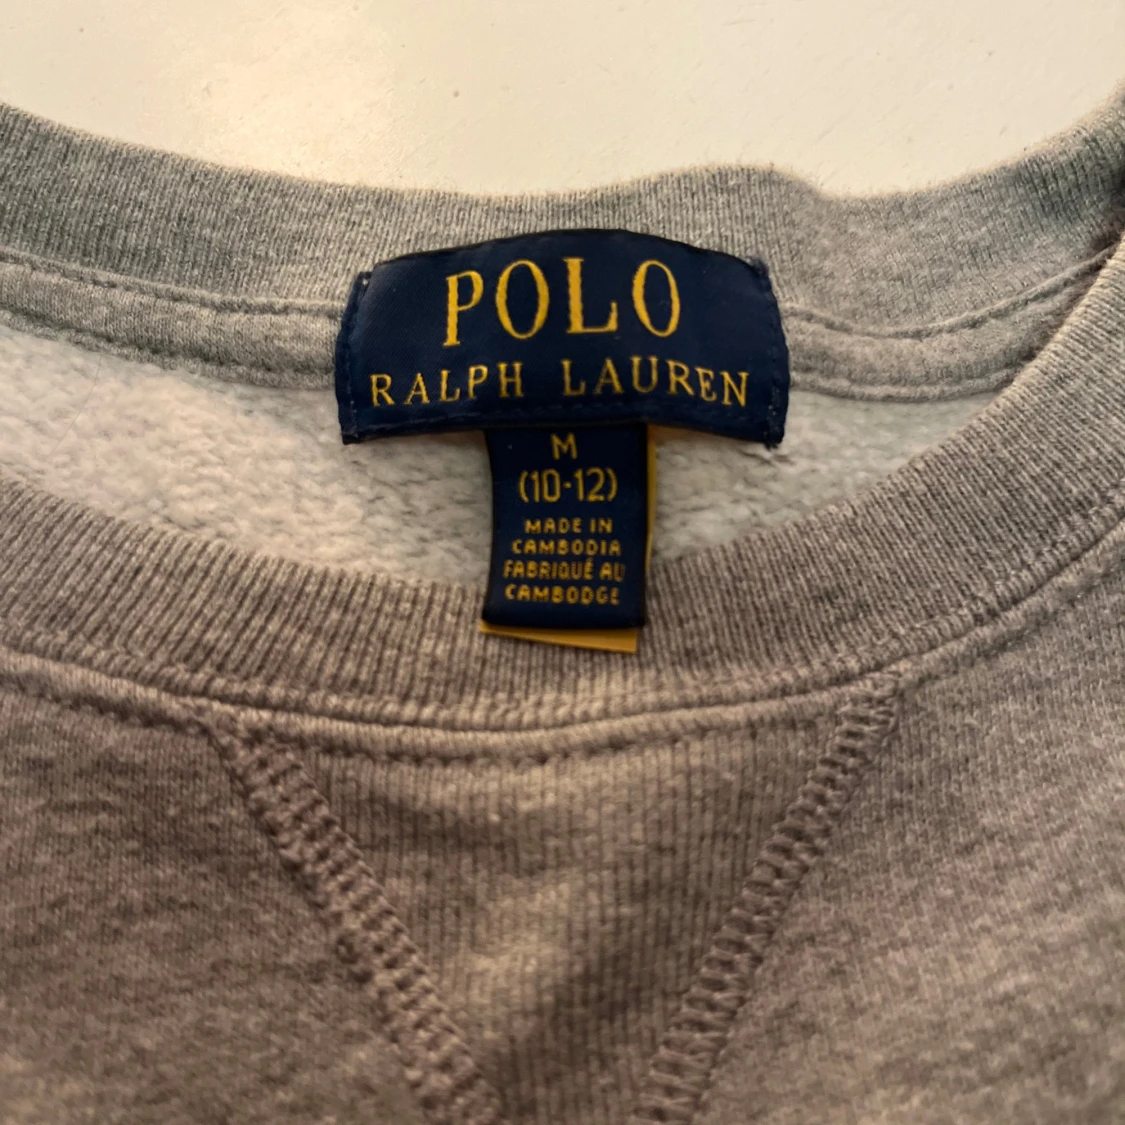 POLO
RALPH LAUREN
M
(10-12)
MADE IN
CAMBODIA
FABRIQUÉ AU
CAMBODGE